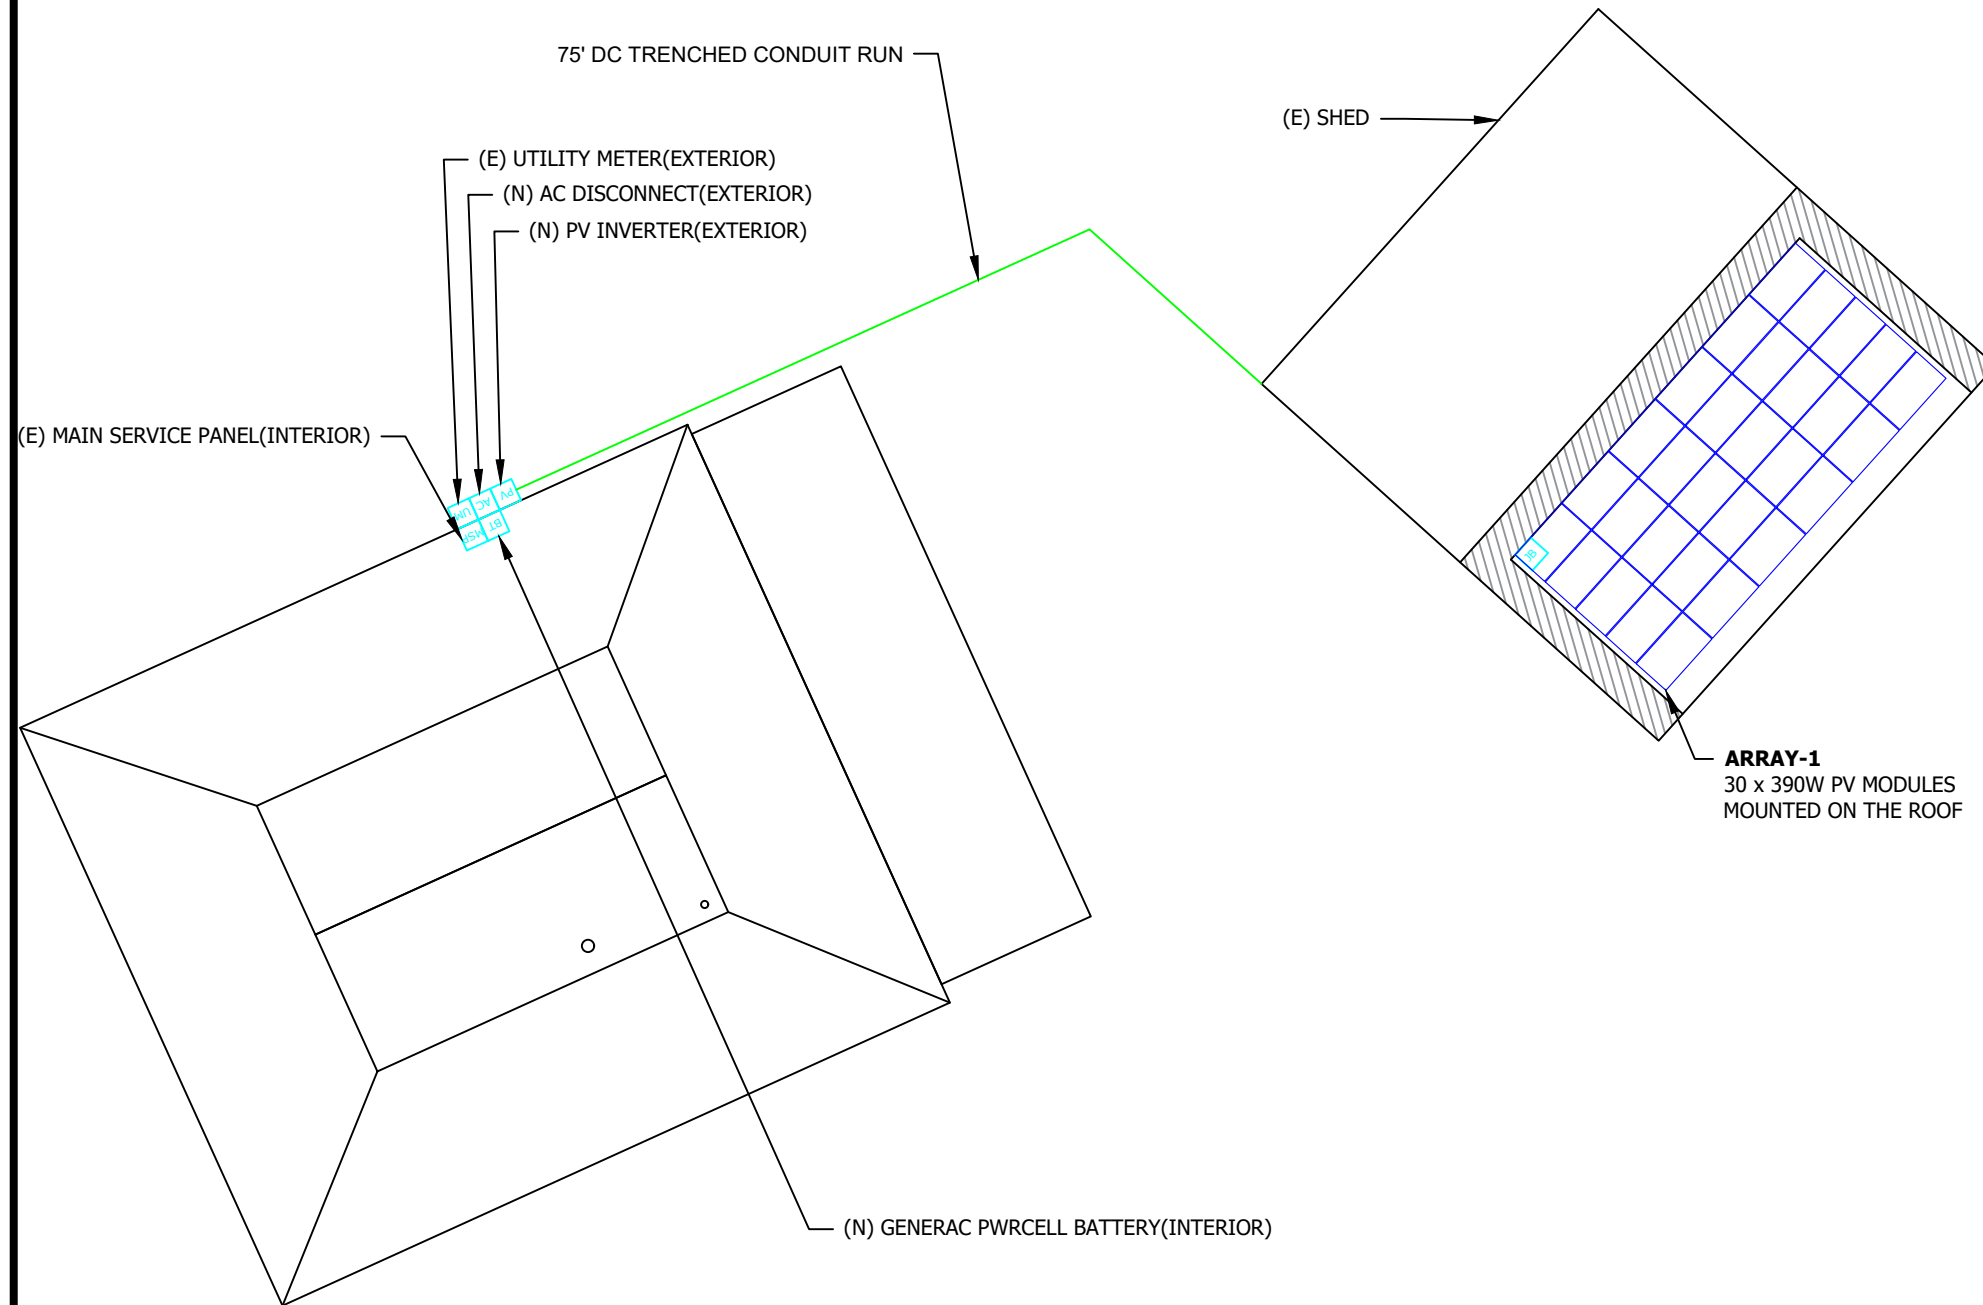 75' DC TRENCHED CONDUIT RUN
(E) SHED
(E) UTILITY METER(EXTERIOR)
(N) AC DISCONNECT(EXTERIOR)
(N) PV INVERTER(EXTERIOR)
(E) MAIN SERVICE PANEL(INTERIOR)
PV
AC
UM
BT
MSP
JB
ARRAY-1
30 x 390W PV MODULES
MOUNTED ON THE ROOF
(N) GENERAC PWRCELL BATTERY(INTERIOR)